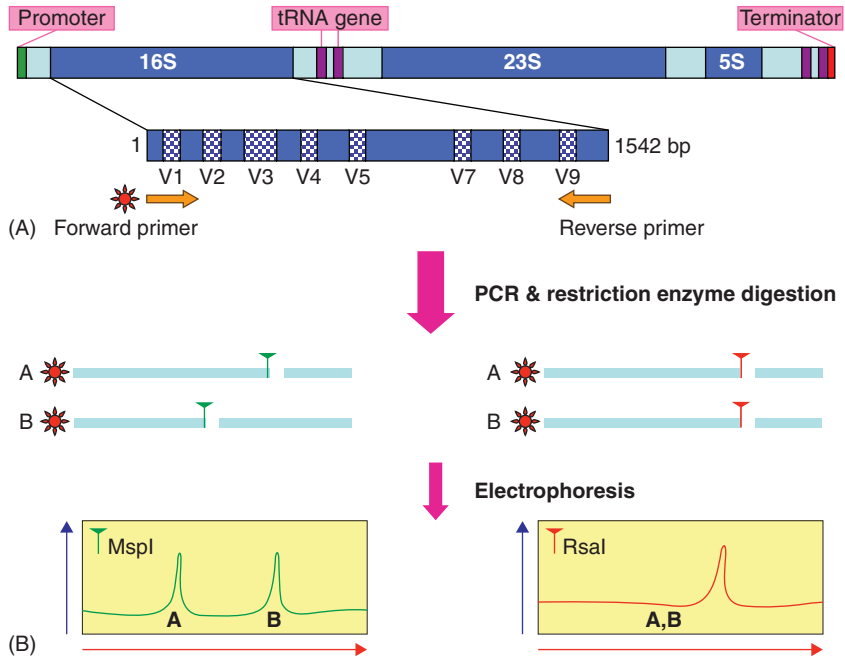 Promoter
tRNA gene
Terminator
16S
23S
5S
1
1542 bp
V1 V2 V3 V4 V5 V7 V8 V9
(A) Forward primer Reverse primer
PCR & restriction enzyme digestion
A A
B B
Electrophoresis
MspI RsaI
A B A,B
(B)